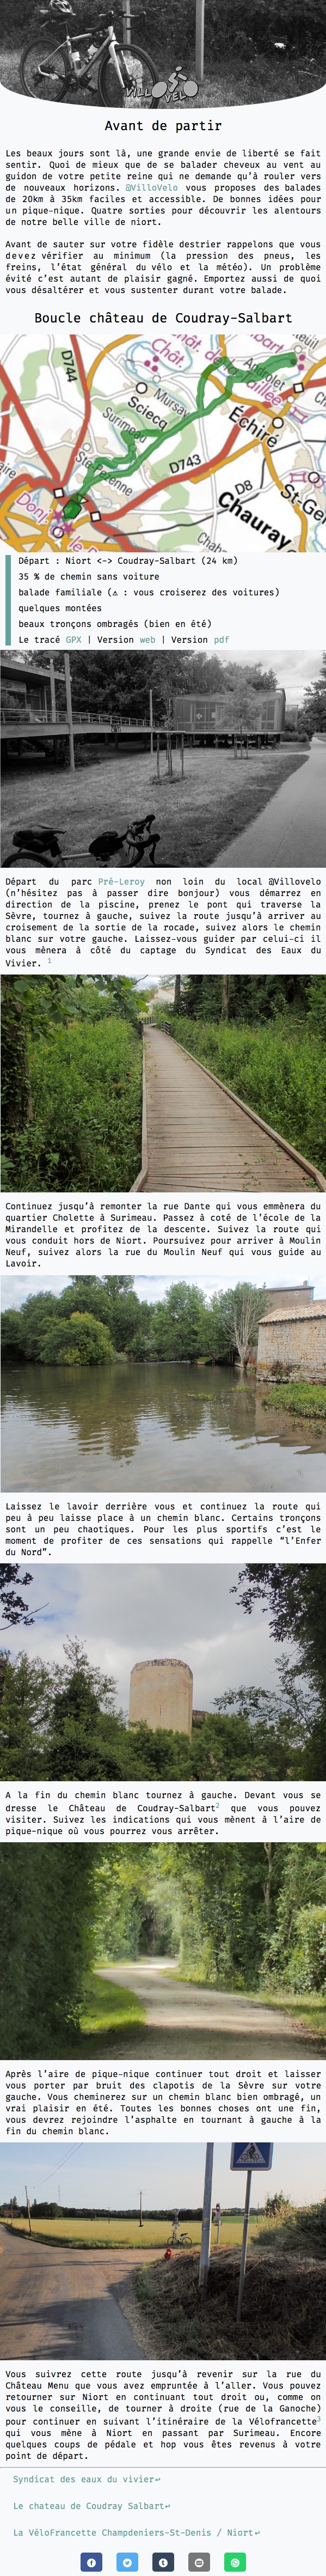 VILLO VELO
Avant de partir
Les beaux jours sont là, une grande envie de liberté se fait
sentir. Quoi de mieux que de se balader cheveux au vent au
guidon de votre petite reine qui ne demande qu'à rouler vers
de nouveaux horizons. @VilloVelo vous proposes des balades
de 20km à 35km faciles et accessible. De bonnes idées pour
un pique-nique. Quatre sorties pour découvrir les alentours
de notre belle ville de niort.
Avant de sauter sur votre fidèle destrier rappelons que vous
devez vérifier au minimum (la pression des pneus, les
freins, l'état général du vélo et la météo). Un problème
évité c'est autant de plaisir gagné. Emportez aussi de quoi
vous désaltérer et vous sustenter durant votre balade.
Boucle château de Coudray-Salbart
D744
Chât.
Sciecq
Mursay
Surimeau
Ste-Pezenne
Echiré
D743
D8
Chauray
St-Ge
Départ : Niort <-> Coudray-Salbart (24 km)
35 % de chemin sans voiture
balade familiale (⚠ : vous croiserez des voitures)
quelques montées
beaux tronçons ombragés (bien en été)
Le tracé GPX | Version web | Version pdf
Départ du parc Pré-Leroy non loin du local @Villovelo
(n'hésitez pas à passer dire bonjour) vous démarrez en
direction de la piscine, prenez le pont qui traverse la
Sèvre, tournez à gauche, suivez la route jusqu'à arriver au
croisement de la sortie de la rocade, suivez alors le chemin
blanc sur votre gauche. Laissez-vous guider par celui-ci il
vous mènera à côté du captage du Syndicat des Eaux du
Vivier. 1
Continuez jusqu'à remonter la rue Dante qui vous emmènera du
quartier Cholette à Surimeau. Passez à coté de l'école de la
Mirandelle et profitez de la descente. Suivez la route qui
vous conduit hors de Niort. Poursuivez pour arriver à Moulin
Neuf, suivez alors la rue du Moulin Neuf qui vous guide au
Lavoir.
Laissez le lavoir derrière vous et continuez la route qui
peu à peu laisse place à un chemin blanc. Certains tronçons
sont un peu chaotiques. Pour les plus sportifs c'est le
moment de profiter de ces sensations qui rappelle “l'Enfer
du Nord”.
A la fin du chemin blanc tournez à gauche. Devant vous se
dresse le Château de Coudray-Salbart2 que vous pouvez
visiter. Suivez les indications qui vous mènent à l'aire de
pique-nique où vous pourrez vous arrêter.
Après l'aire de pique-nique continuer tout droit et laisser
vous porter par bruit des clapotis de la Sèvre sur votre
gauche. Vous cheminerez sur un chemin blanc bien ombragé, un
vrai plaisir en été. Toutes les bonnes choses ont une fin,
vous devrez rejoindre l'asphalte en tournant à gauche à la
fin du chemin blanc.
Vous suivrez cette route jusqu'à revenir sur la rue du
Château Menu que vous avez empruntée à l'aller. Vous pouvez
retourner sur Niort en continuant tout droit ou, comme on
vous le conseille, de tourner à droite (rue de la Ganoche)
pour continuer en suivant l'itinéraire de la Vélofrancette3
qui vous mène à Niort en passant par Surimeau. Encore
quelques coups de pédale et hop vous êtes revenus à votre
point de départ.
Syndicat des eaux du vivier↩
Le chateau de Coudray Salbart↩
La VéloFrancette Champdeniers-St-Denis / Niort↩